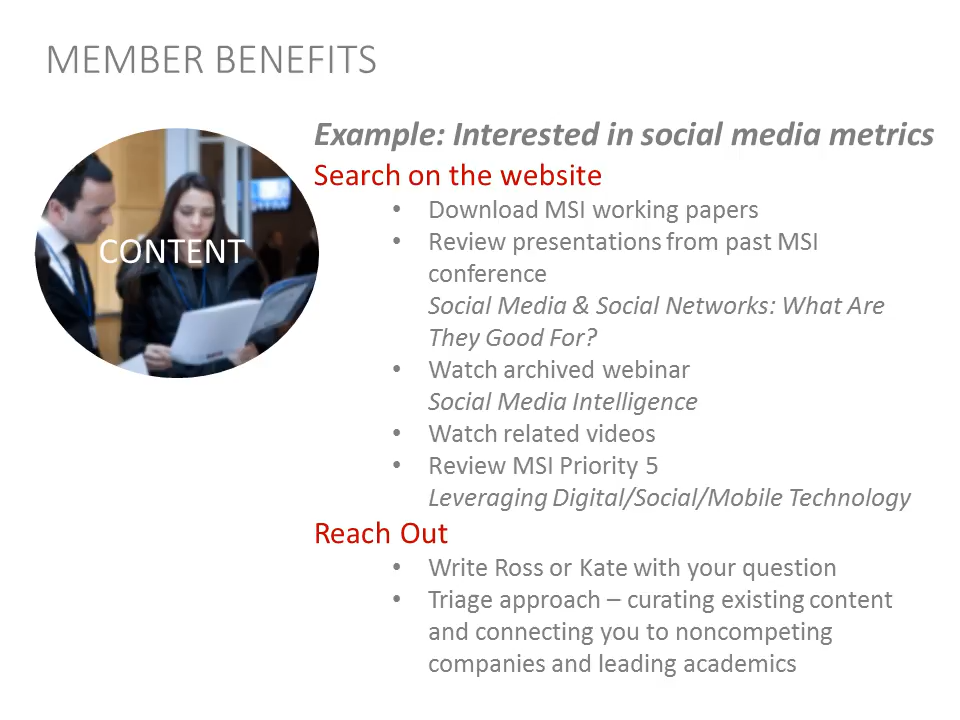 MEMBER BENEFITS
CONTENT
Example: Interested in social media metrics
Search on the website
• Download MSI working papers
• Review presentations from past MSI
conference
Social Media & Social Networks: What Are
They Good For?
• Watch archived webinar
Social Media Intelligence
• Watch related videos
• Review MSI Priority 5
Leveraging Digital/Social/Mobile Technology
Reach Out
• Write Ross or Kate with your question
• Triage approach – curating existing content
and connecting you to noncompeting
companies and leading academics